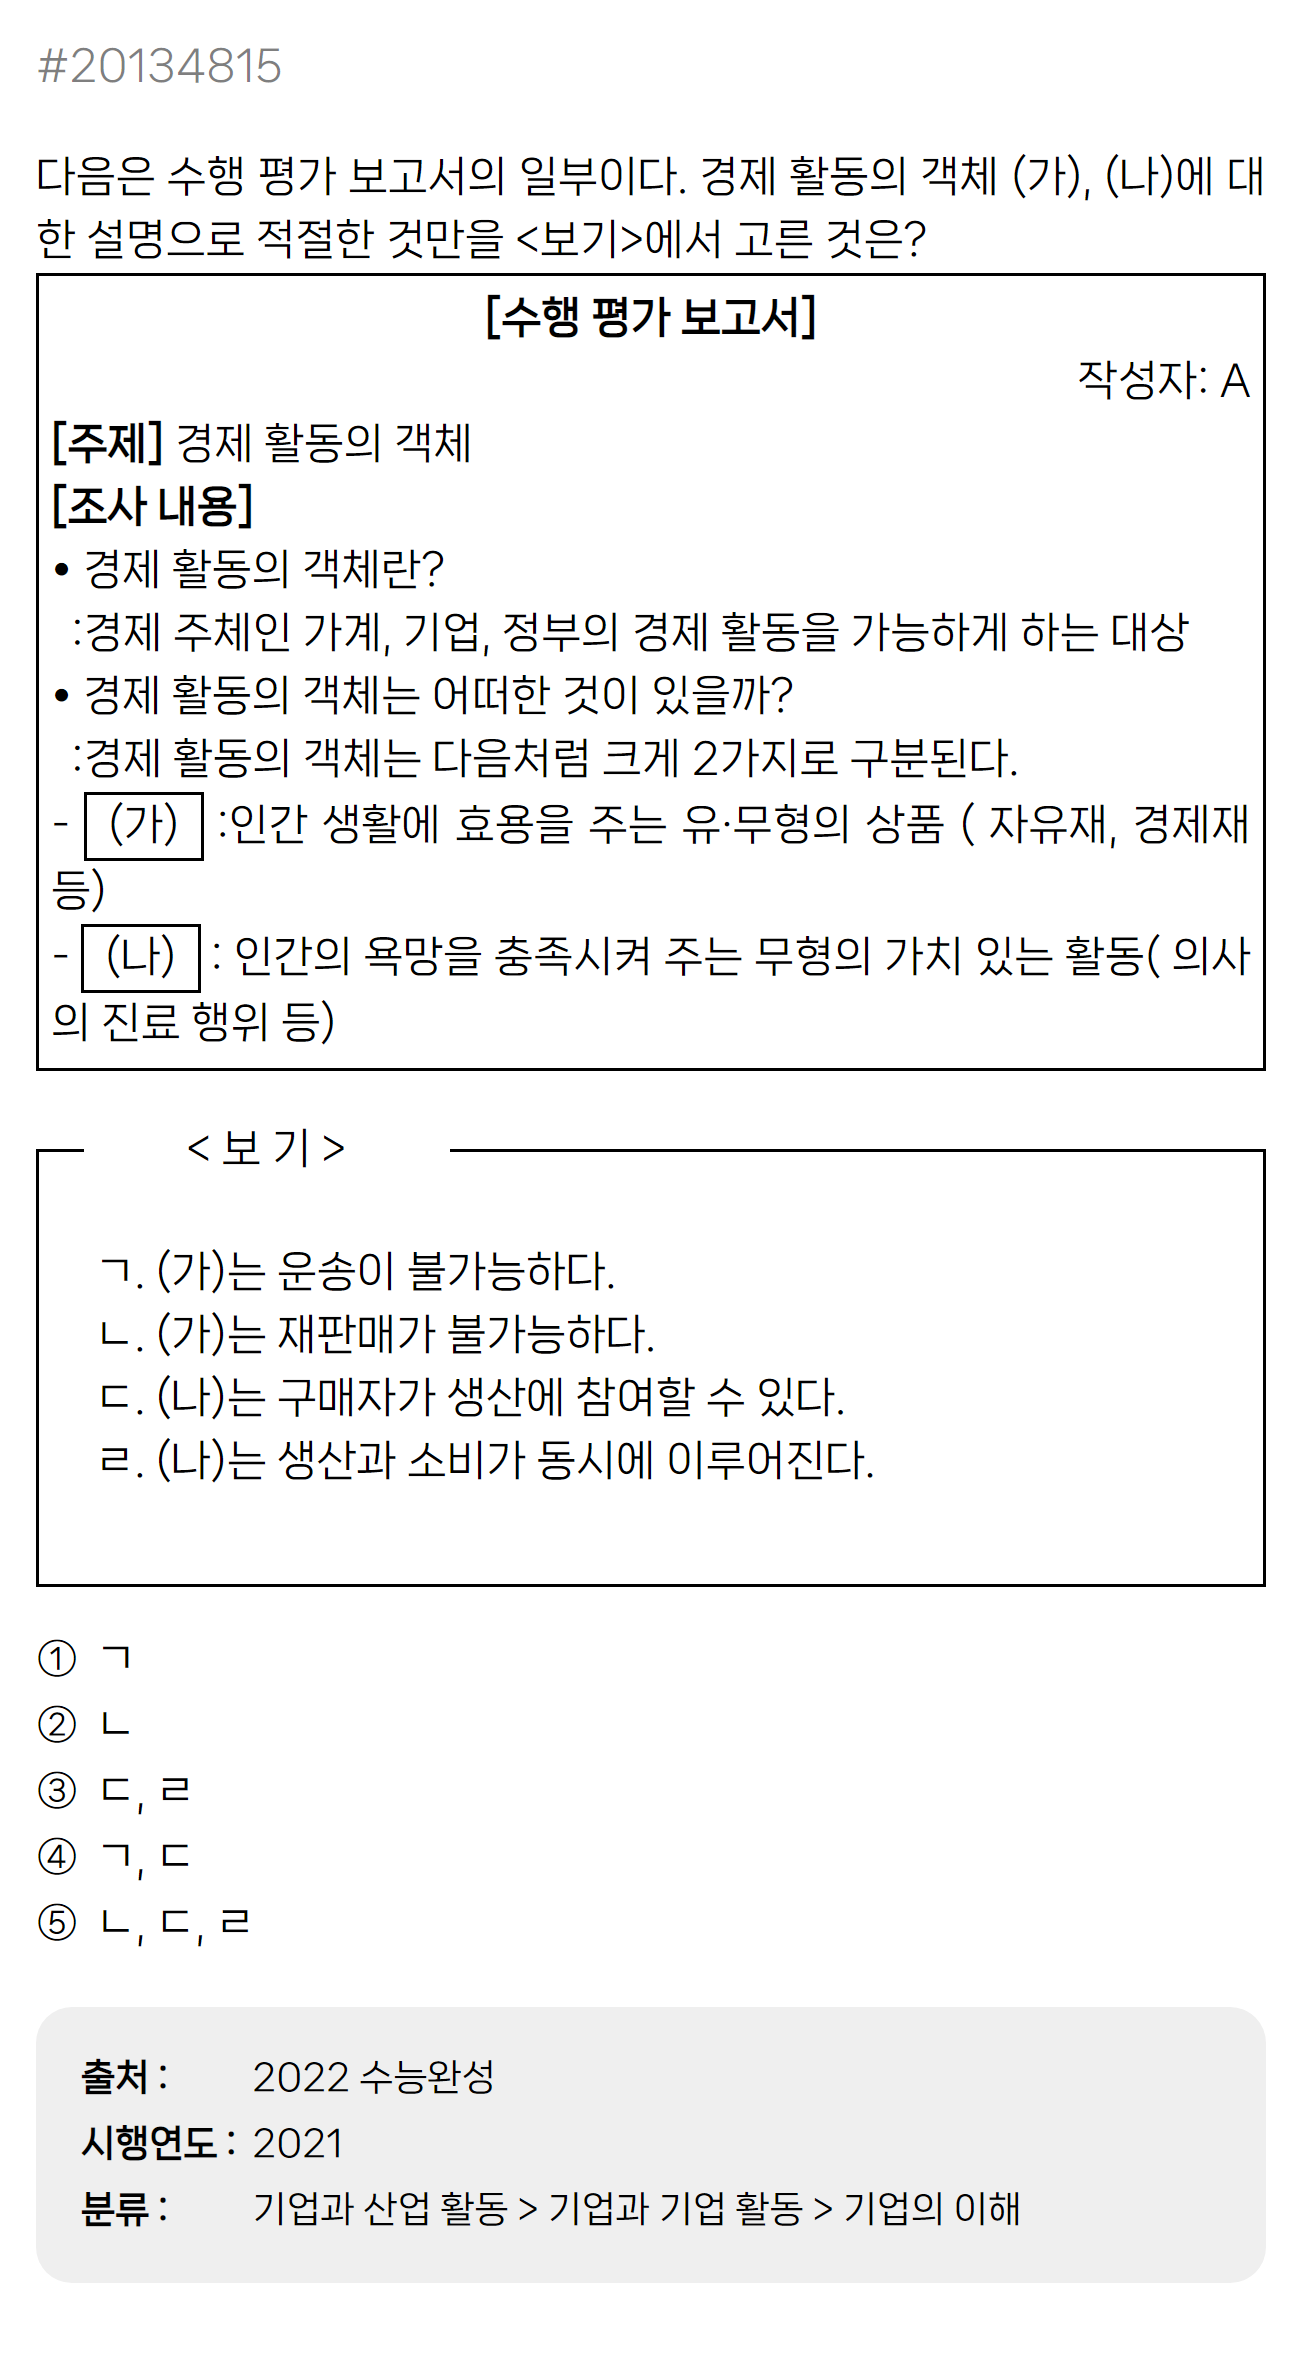 #20134815
다음은 수행 평가 보고서의 일부이다. 경제 활동의 객체 (가), (나)에 대
한 설명으로 적절한 것만을 <보기>에서 고른 것은?
[수행 평가 보고서]
작성자: A
[주제] 경제 활동의 객체
[조사 내용]
• 경제 활동의 객체란?
:경제 주체인 가계, 기업, 정부의 경제 활동을 가능하게 하는 대상
• 경제 활동의 객체는 어떠한 것이 있을까?
:경제 활동의 객체는 다음처럼 크게 2가지로 구분된다.
- (가) :인간 생활에 효용을 주는 유·무형의 상품 ( 자유재, 경제재
등)
- (나) : 인간의 욕망을 충족시켜 주는 무형의 가치 있는 활동( 의사
의 진료 행위 등)
< 보 기 >
ㄱ. (가)는 운송이 불가능하다.
ㄴ. (가)는 재판매가 불가능하다.
ㄷ. (나)는 구매자가 생산에 참여할 수 있다.
ㄹ. (나)는 생산과 소비가 동시에 이루어진다.
① ㄱ
② ㄴ
③ ㄷ, ㄹ
④ ㄱ, ㄷ
⑤ ㄴ, ㄷ, ㄹ
출처 : 2022 수능완성
시행연도 : 2021
분류 : 기업과 산업 활동 > 기업과 기업 활동 > 기업의 이해